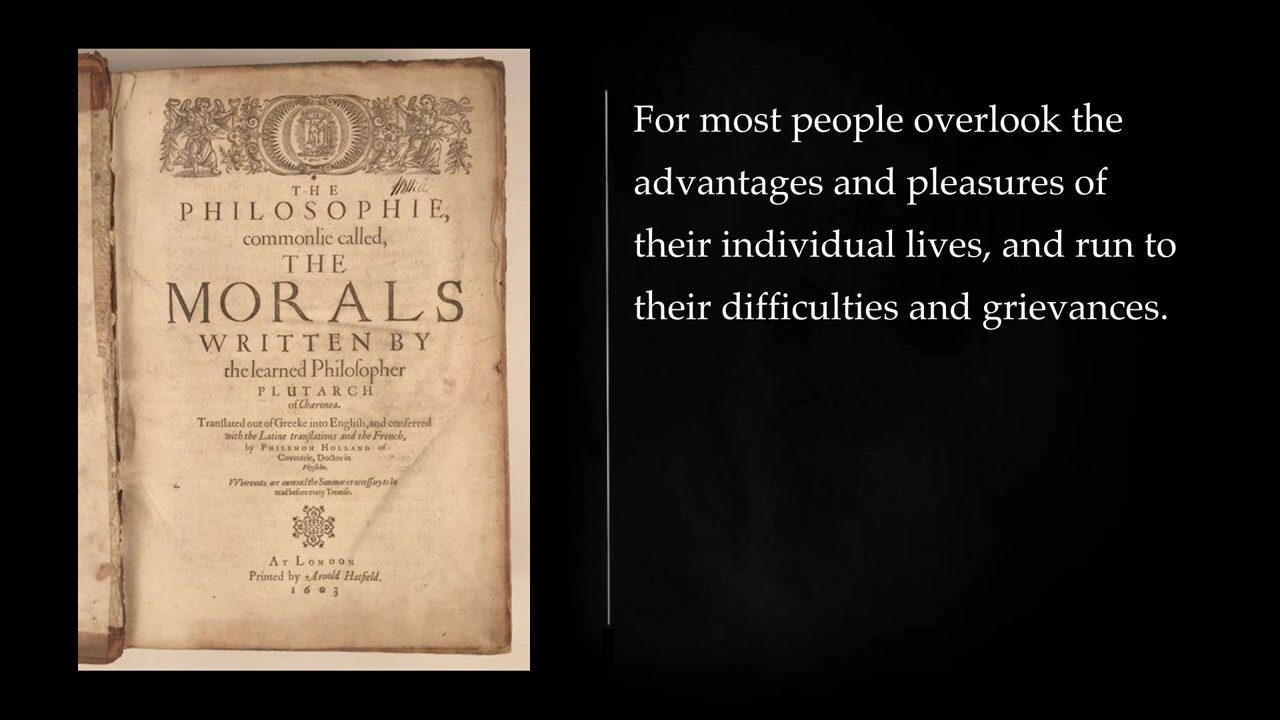 THE
PHILOSOPHIE,
commonlie called,
THE
MORALS
WRITTEN BY
the learned Philoſopher
PLUTARCH
of Chæronea.
Tranſlated out of Greeke into Engliſh, and conferred
with the Latine tranſlations and the French,
by PHILEMON HOLLAND of
Coventrie, Doctor in
Phyſicke.
VVhereunto are annexed the Summaries neceſſary to be
read before every Treatiſe.
AT LONDON
Printed by Arnold Hatfield.
1603
For most people overlook the
advantages and pleasures of
their individual lives, and run to
their difficulties and grievances.